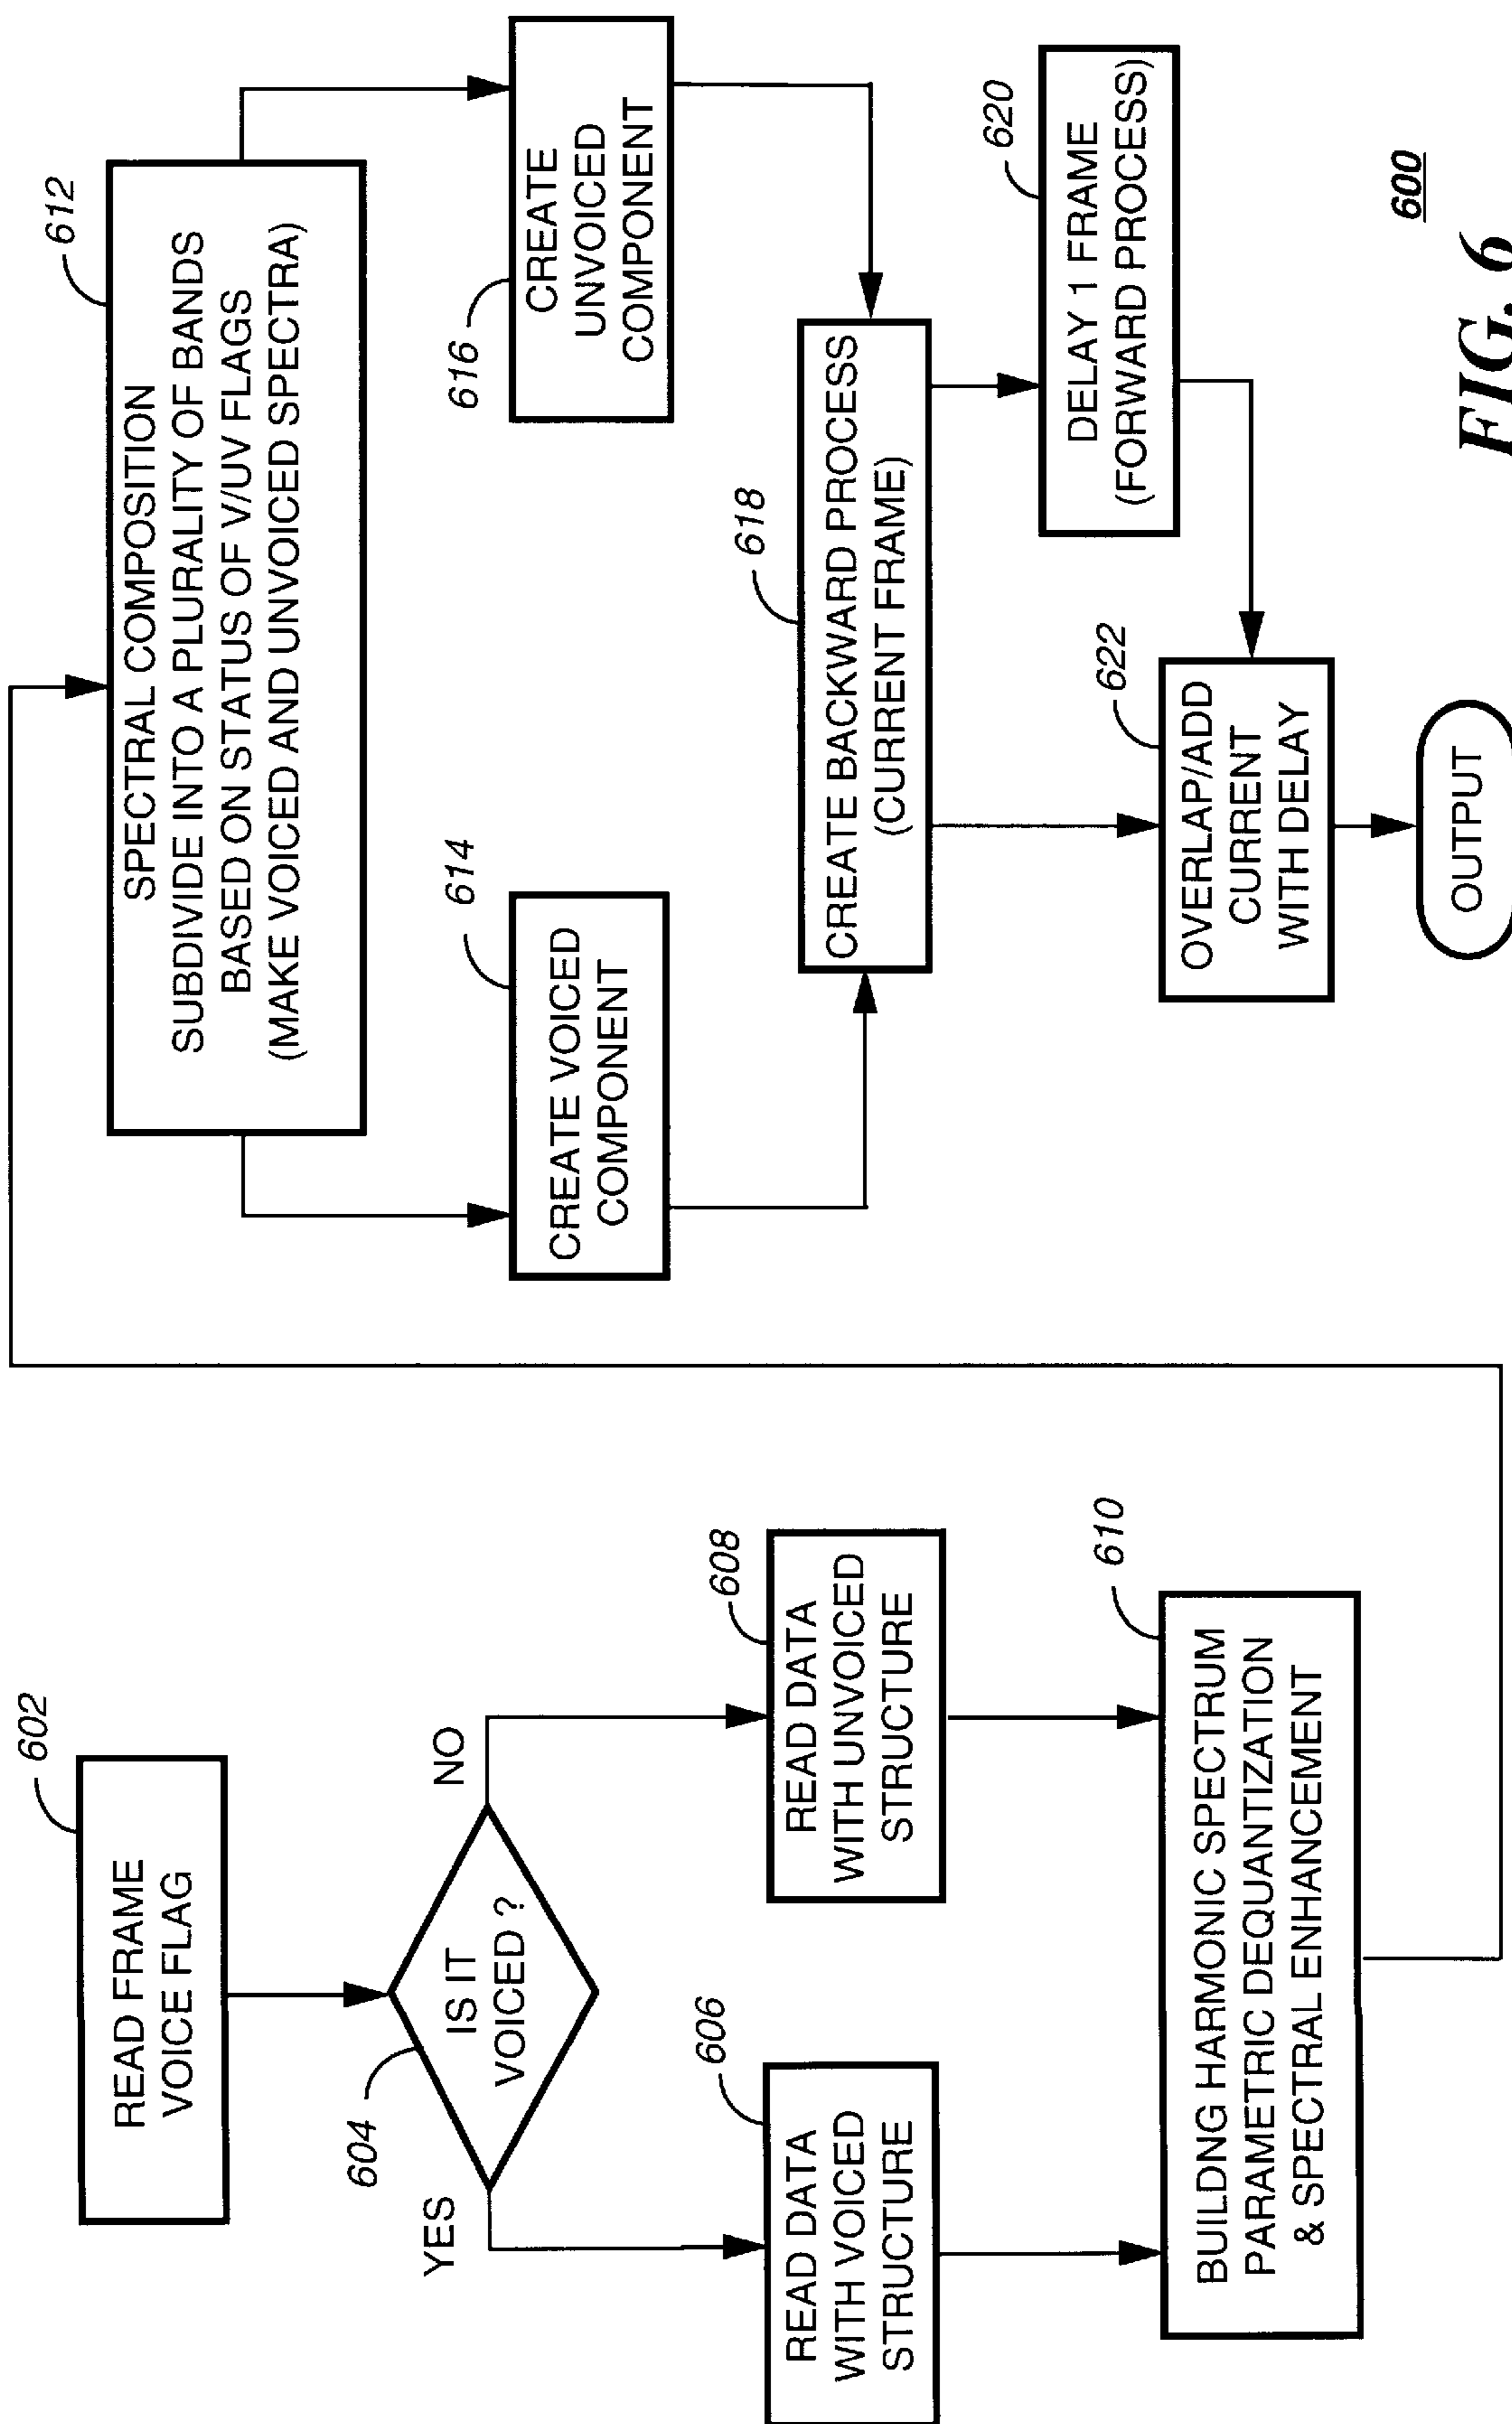 602
READ FRAME
VOICE FLAG
604
IS IT
VOICED ?
YES
NO
606
READ DATA
WITH VOICED
STRUCTURE
608
READ DATA
WITH UNVOICED
STRUCTURE
610
BUILDNG HARMONIC SPECTRUM
PARAMETRIC DEQUANTIZATION
& SPECTRAL ENHANCEMENT
612
SPECTRAL COMPOSITION
SUBDIVIDE INTO A PLURALITY OF BANDS
BASED ON STATUS OF V/UV FLAGS
(MAKE VOICED AND UNVOICED SPECTRA)
614
CREATE VOICED
COMPONENT
616
CREATE
UNVOICED
COMPONENT
618
CREATE BACKWARD PROCESS
(CURRENT FRAME)
620
DELAY 1 FRAME
(FORWARD PROCESS)
622
OVERLAP/ADD
CURRENT
WITH DELAY
OUTPUT
600
FIG. 6